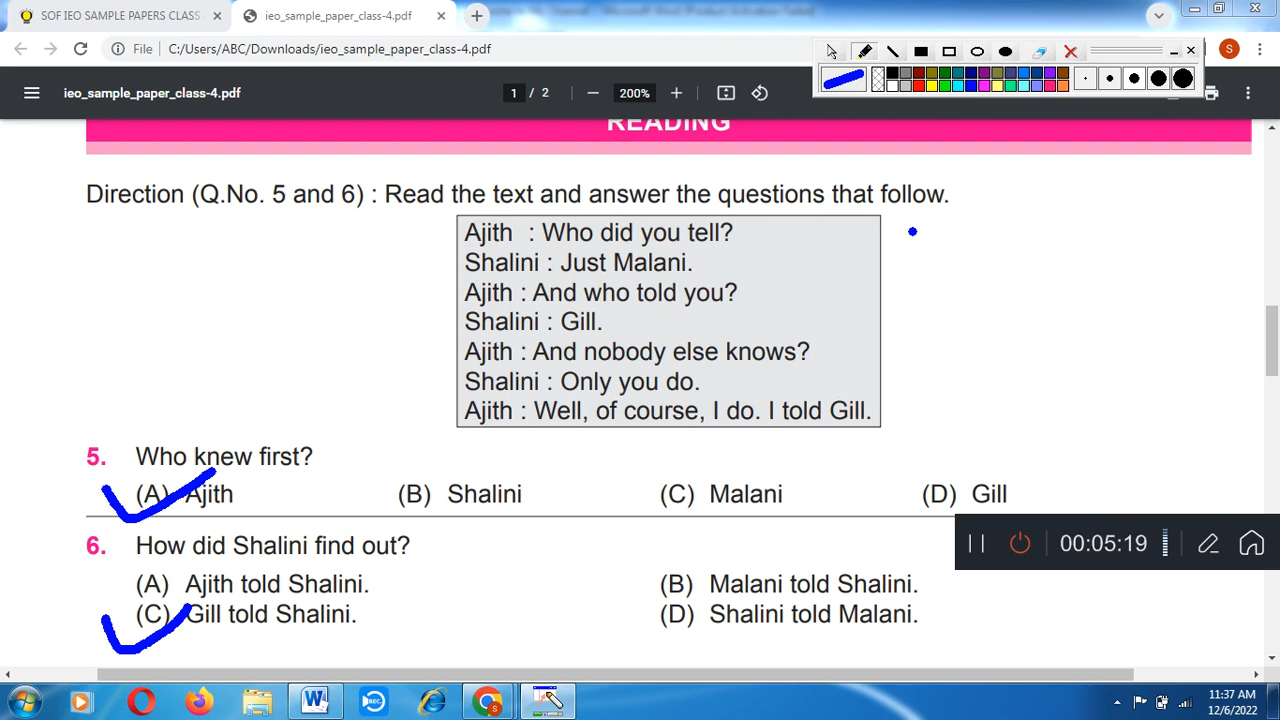 SOF IEO SAMPLE PAPERS CLASS
ieo_sample_paper_class-4.pdf
File C:/Users/ABC/Downloads/ieo_sample_paper_class-4.pdf
S
ieo_sample_paper_class-4.pdf
1 / 2
200%
READING
Direction (Q.No. 5 and 6) : Read the text and answer the questions that follow.
Ajith : Who did you tell?
Shalini : Just Malani.
Ajith : And who told you?
Shalini : Gill.
Ajith : And nobody else knows?
Shalini : Only you do.
Ajith : Well, of course, I do. I told Gill.
5. Who knew first?
(A) Ajith (B) Shalini (C) Malani (D) Gill
6. How did Shalini find out?
(A) Ajith told Shalini. (B) Malani told Shalini.
(C) Gill told Shalini. (D) Shalini told Malani.
00:05:19
REC
S
11:37 AM
12/6/2022